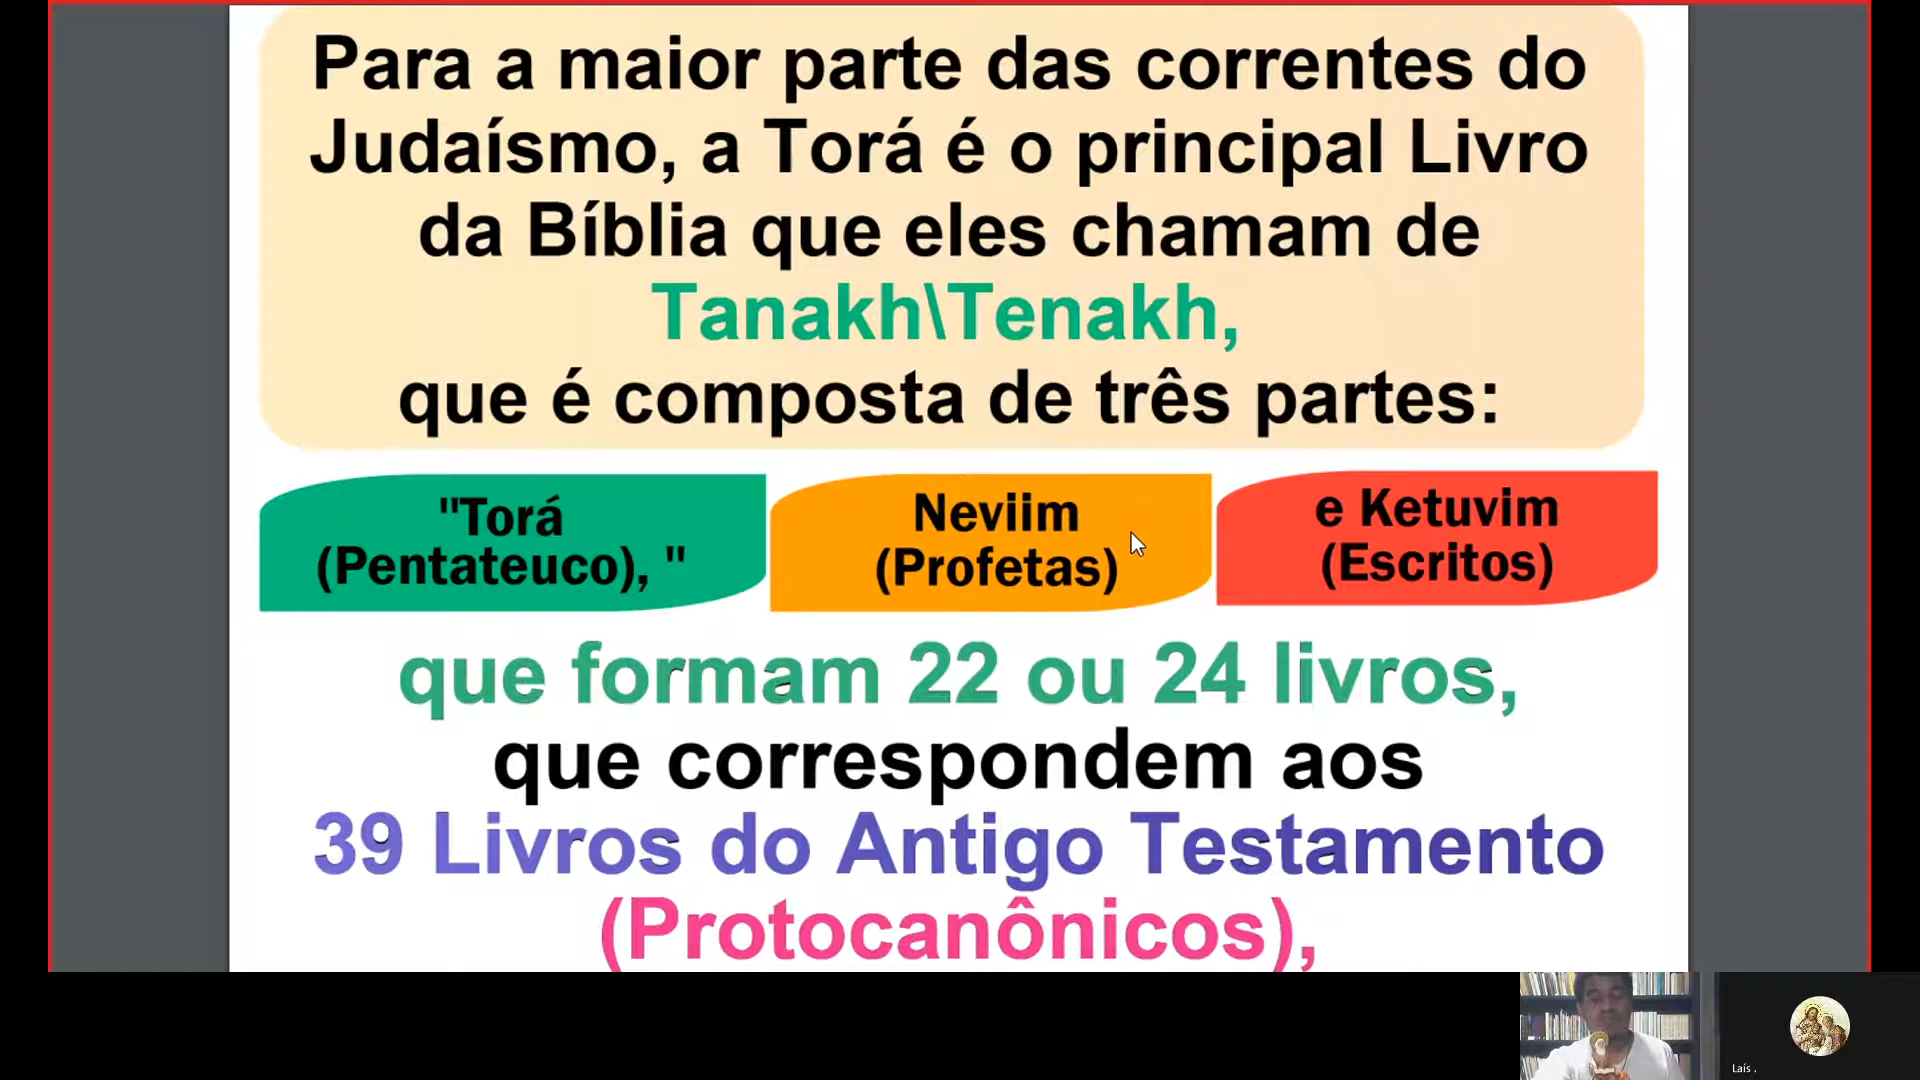 Para a maior parte das correntes do
Judaísmo, a Torá é o principal Livro
da Bíblia que eles chamam de
Tanakh\Tenakh,
que é composta de três partes:
"Torá
(Pentateuco), "
Neviim
(Profetas)
e Ketuvim
(Escritos)
que formam 22 ou 24 livros,
que correspondem aos
39 Livros do Antigo Testamento
(Protocanônicos),
Laís .